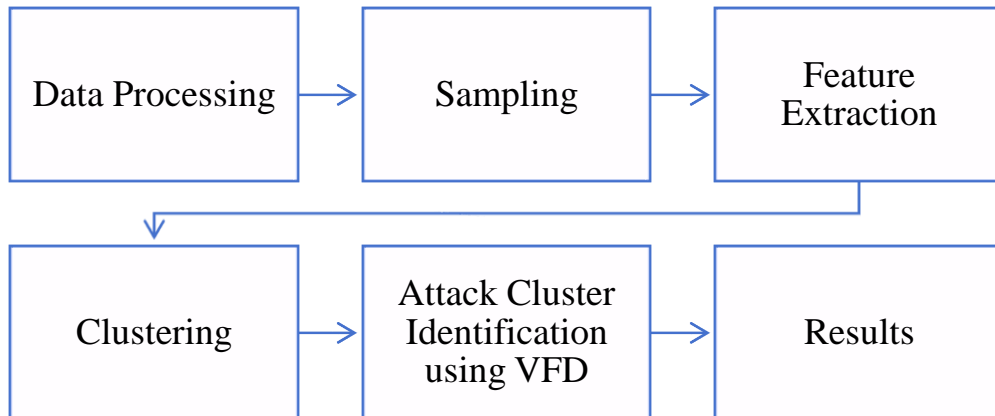 Data Processing
Sampling
Feature
Extraction
Clustering
Attack Cluster
Identification
using VFD
Results